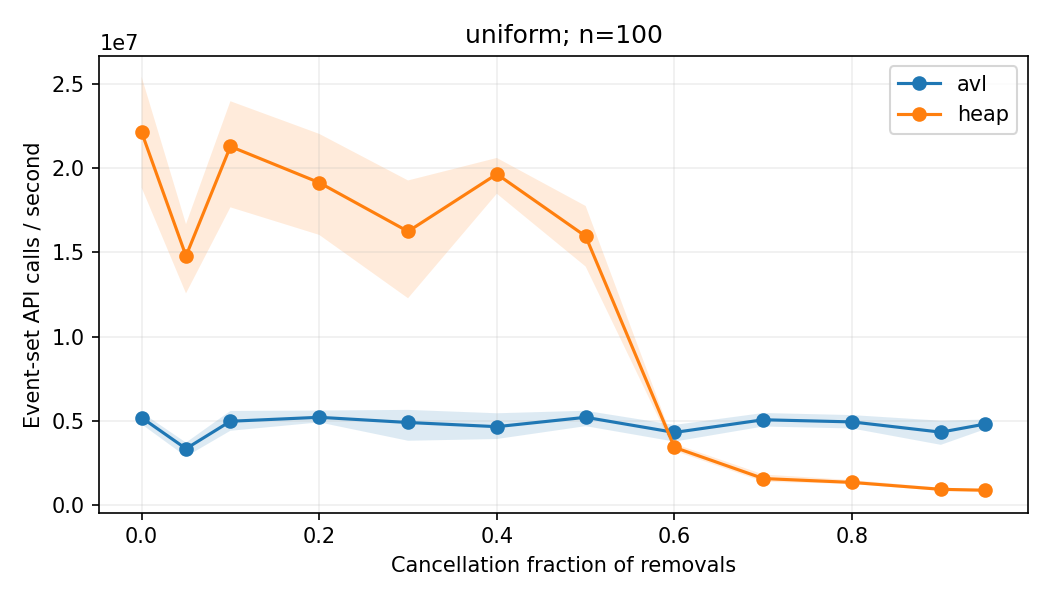 uniform; n=100
1e7
2.5
2.0
1.5
1.0
0.5
0.0
Event-set API calls / second
avl
heap
0.0 0.2 0.4 0.6 0.8
Cancellation fraction of removals